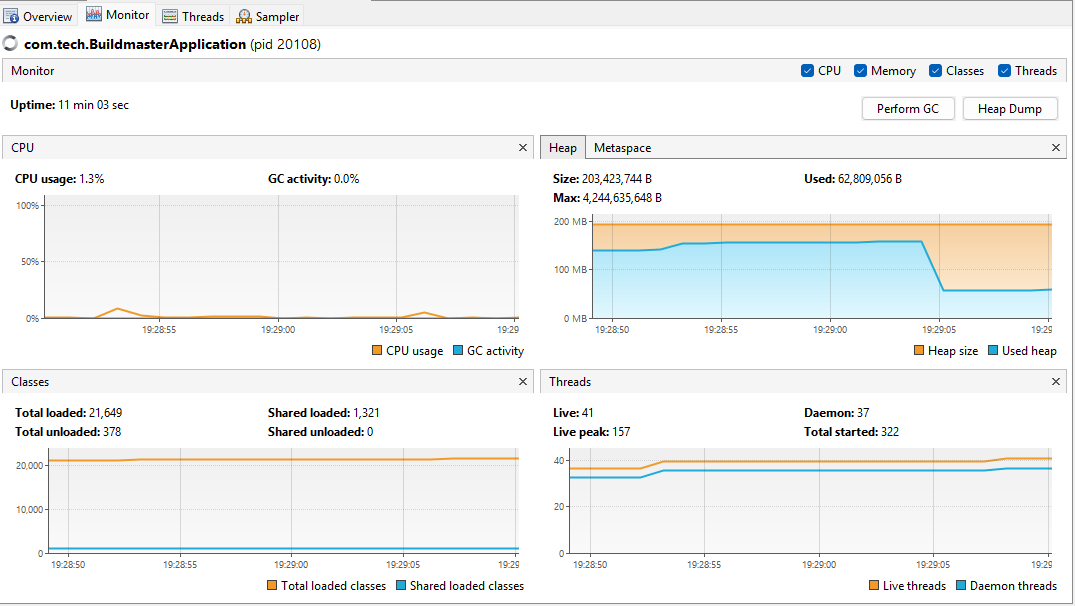 Overview Monitor Threads Sampler
com.tech.BuildmasterApplication (pid 20108)
Monitor CPU Memory Classes Threads
Uptime: 11 min 03 sec
Perform GC Heap Dump
CPU
CPU usage: 1.3% GC activity: 0.0%
100%
50%
0%
19:28:55 19:29:00 19:29:05 19:29
CPU usage GC activity
Heap Metaspace
Size: 203,423,744 B Used: 62,809,056 B
Max: 4,244,635,648 B
200 MB
100 MB
0 MB
19:28:50 19:28:55 19:29:00 19:29:05 19:29
Heap size Used heap
Classes
Total loaded: 21,649 Shared loaded: 1,321
Total unloaded: 378 Shared unloaded: 0
20,000
10,000
0
19:28:50 19:28:55 19:29:00 19:29:05 19:29
Total loaded classes Shared loaded classes
Threads
Live: 41 Daemon: 37
Live peak: 157 Total started: 322
40
20
0
19:28:50 19:28:55 19:29:00 19:29:05 19:29
Live threads Daemon threads